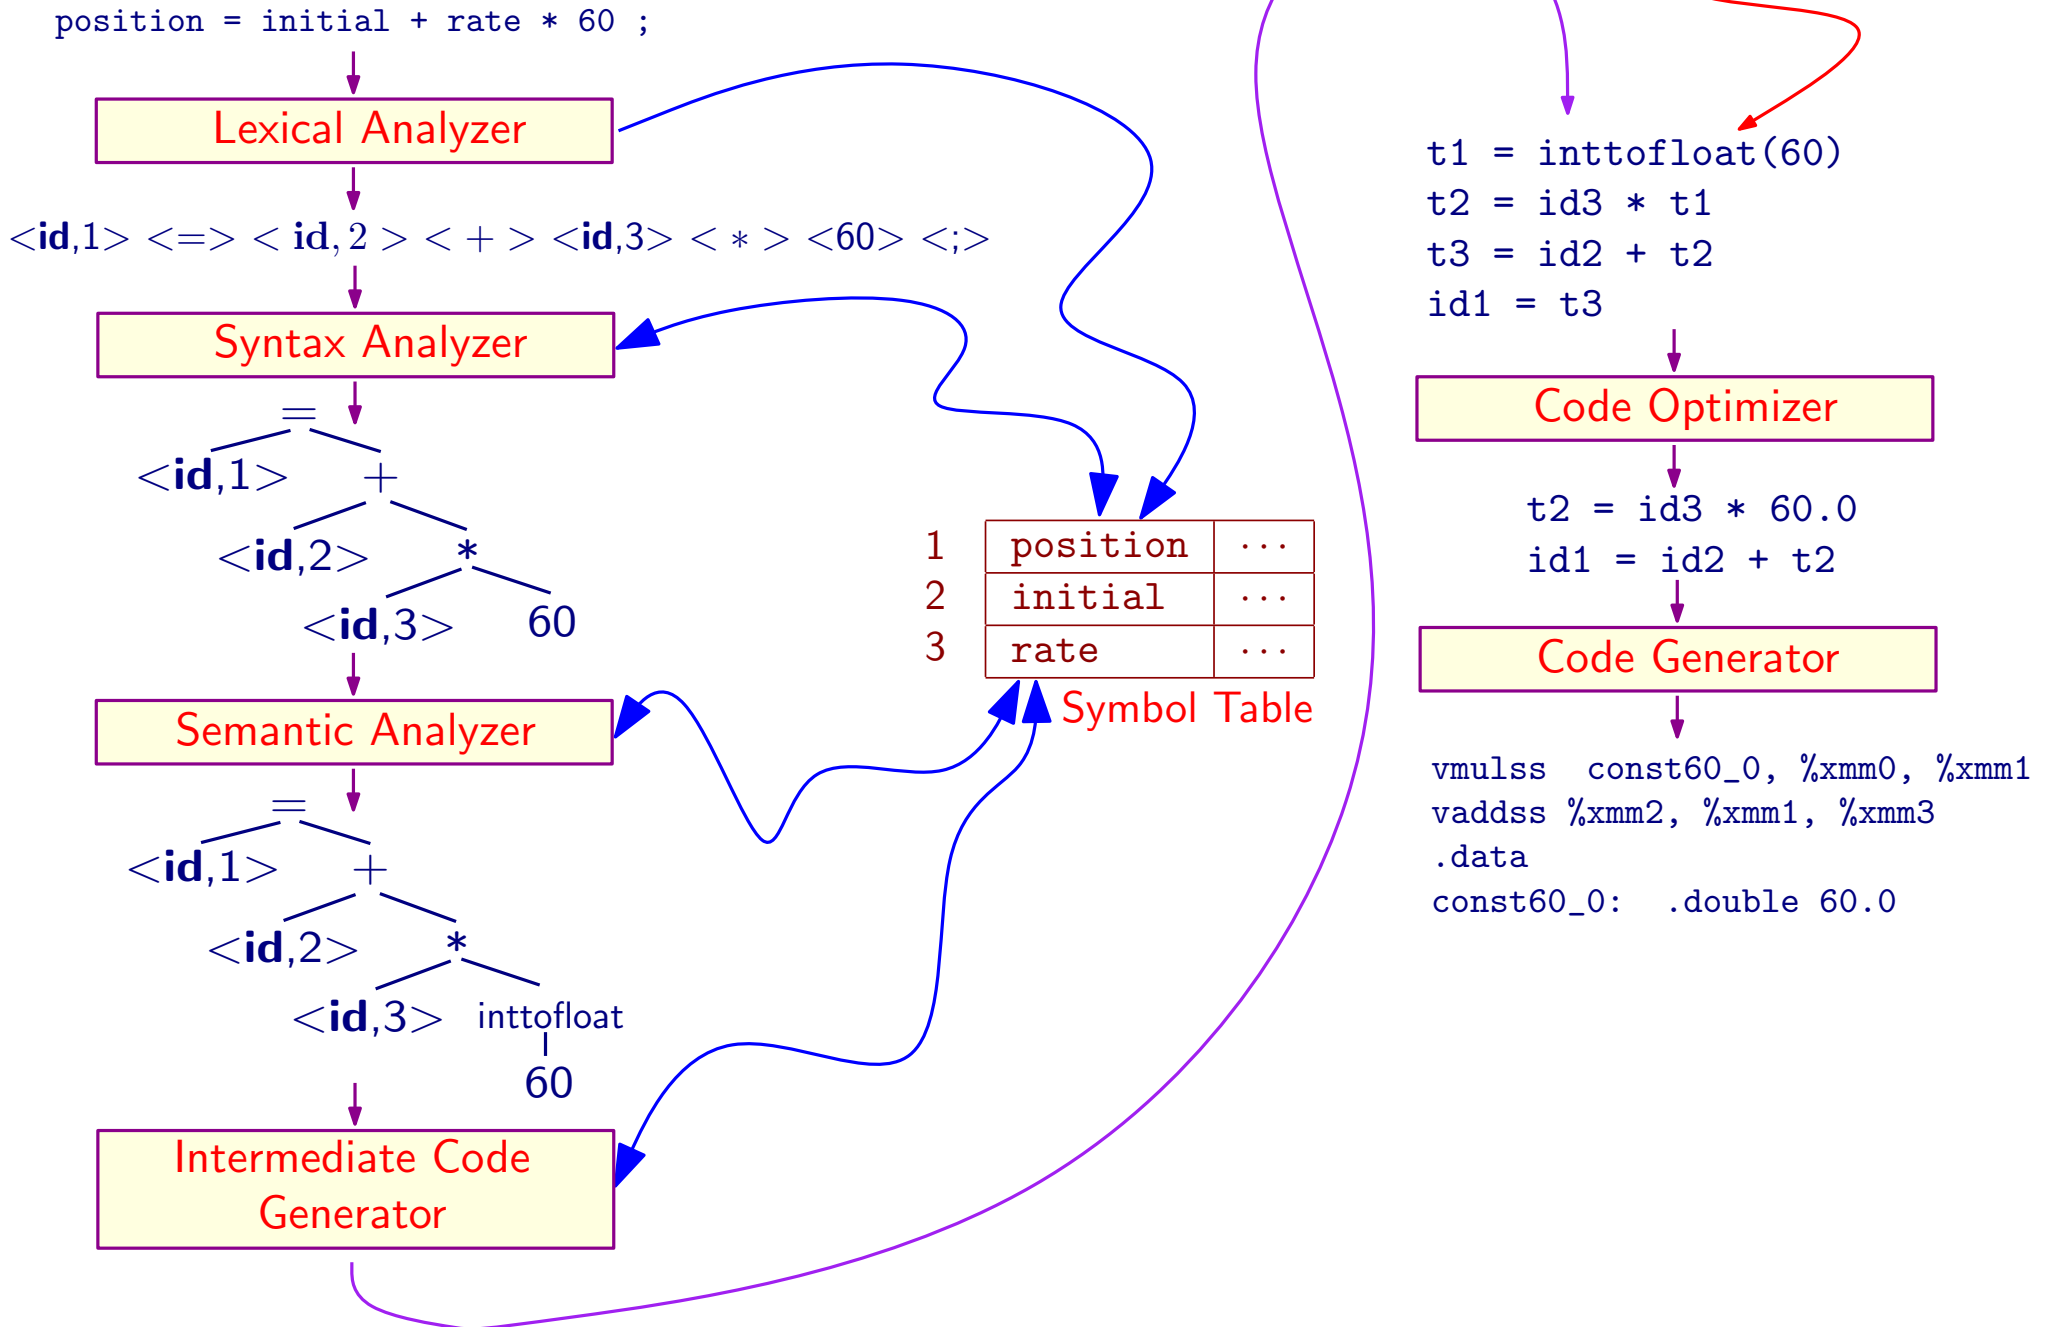 position = initial + rate * 60 ;
Lexical Analyzer
<id,1> <=> < id, 2 > < + > <id,3> < * > <60> <;>
Syntax Analyzer
=
<id,1> +
<id,2> *
<id,3> 60
Semantic Analyzer
=
<id,1> +
<id,2> *
<id,3> inttofloat
60
Intermediate Code
Generator
1 position ...
2 initial ...
3 rate ...
Symbol Table
t1 = inttofloat(60)
t2 = id3 * t1
t3 = id2 + t2
id1 = t3
Code Optimizer
t2 = id3 * 60.0
id1 = id2 + t2
Code Generator
vmulss const60_0, %xmm0, %xmm1
vaddss %xmm2, %xmm1, %xmm3
.data
const60_0: .double 60.0